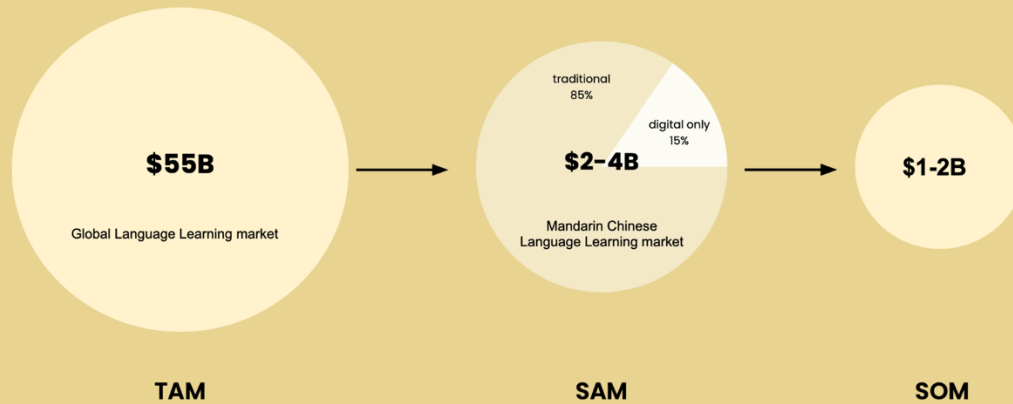 $55B
Global Language Learning market
TAM
traditional
85%
digital only
15%
$2-4B
Mandarin Chinese
Language Learning market
SAM
$1-2B
SOM